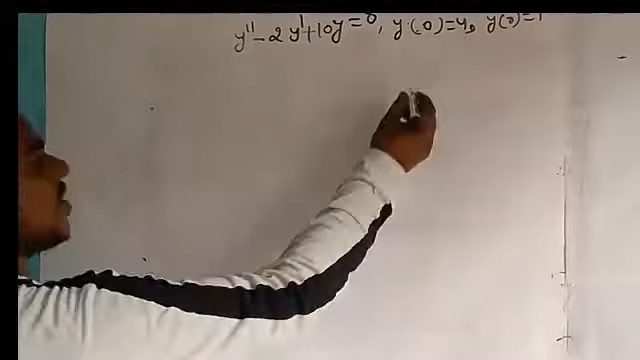 y'' - 2y' + 10y = 0, y'(0) = 4, y(0) = 1